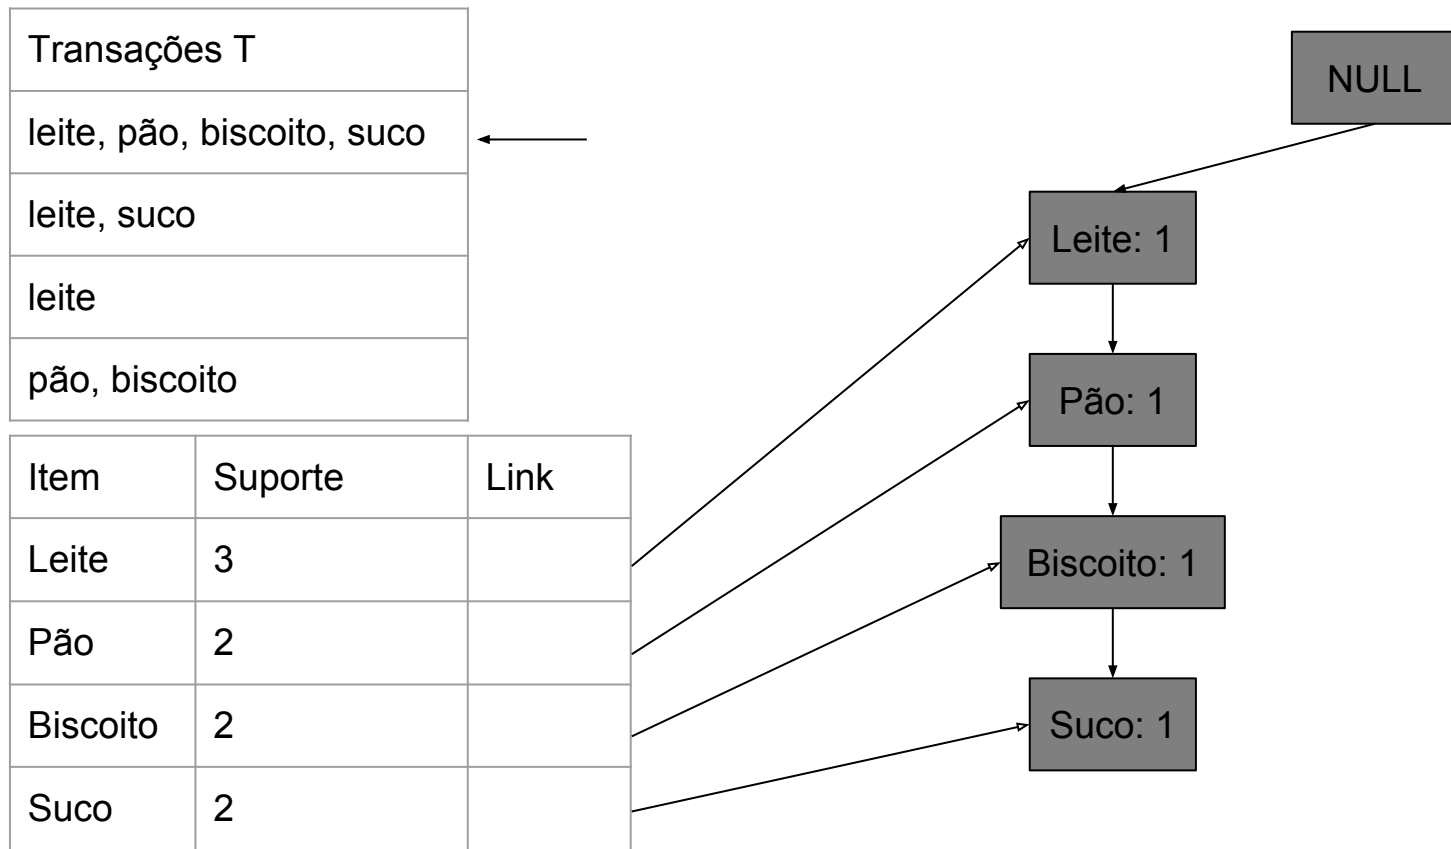 Transações T
leite, pão, biscoito, suco
leite, suco
leite
pão, biscoito
Item Suporte Link
Leite 3
Pão 2
Biscoito 2
Suco 2
NULL
Leite: 1
Pão: 1
Biscoito: 1
Suco: 1